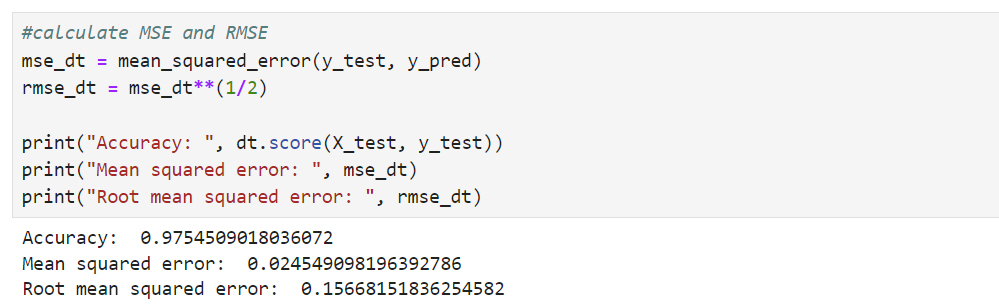 #calculate MSE and RMSE
mse_dt = mean_squared_error(y_test, y_pred)
rmse_dt = mse_dt**(1/2)
print("Accuracy: ", dt.score(X_test, y_test))
print("Mean squared error: ", mse_dt)
print("Root mean squared error: ", rmse_dt)
Accuracy:  0.9754509018036072
Mean squared error:  0.024549098196392786
Root mean squared error:  0.15668151836254582